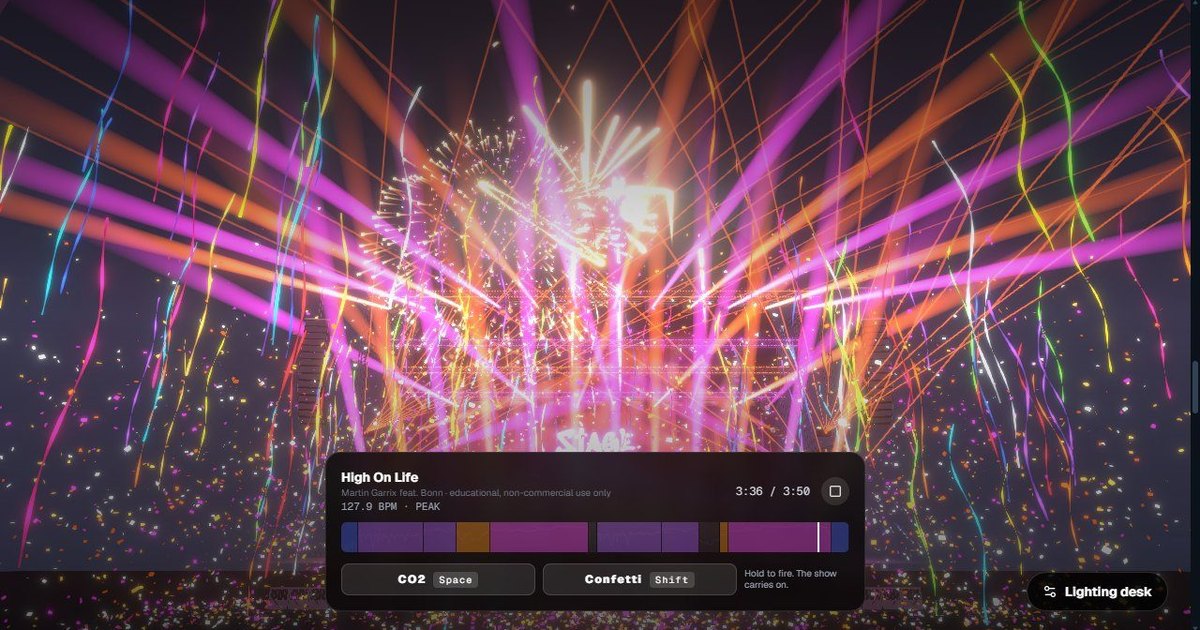 STAGE
High On Life
Martin Garrix feat. Bonn · educational, non-commercial use only
127.9 BPM · PEAK
3:36 / 3:50
CO2 Space
Confetti Shift
Hold to fire. The show
carries on.
Lighting desk